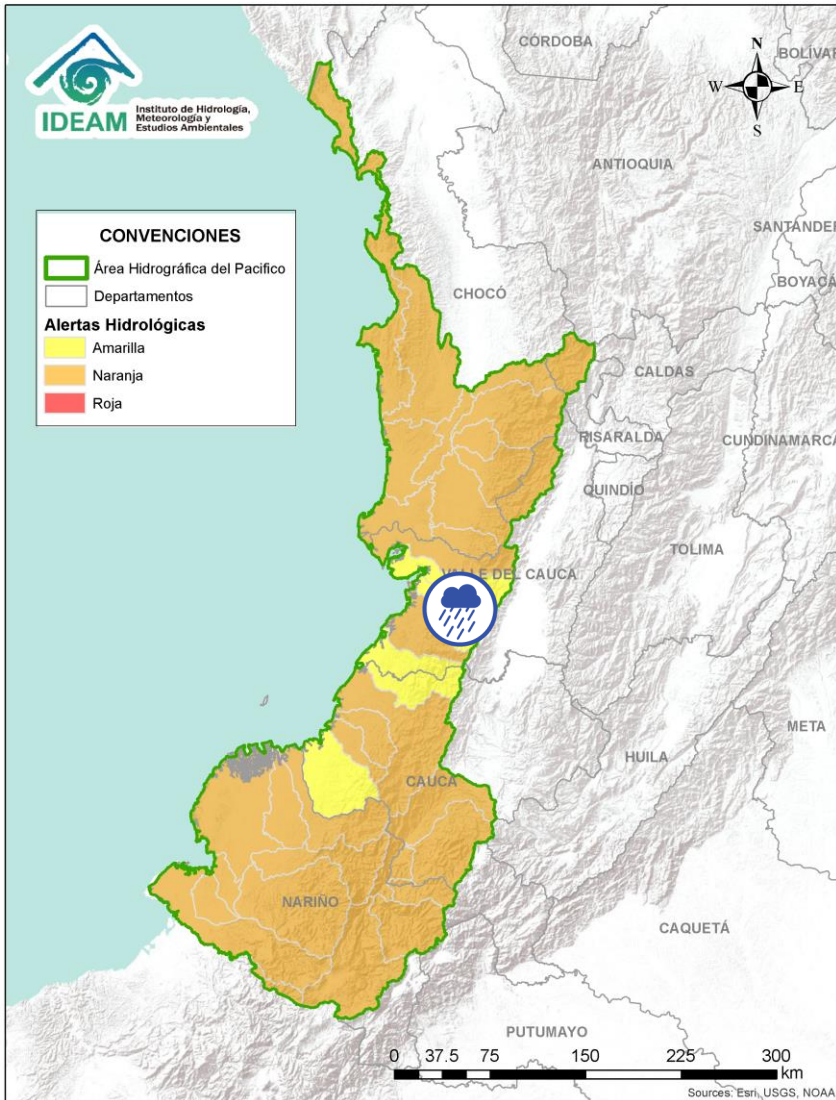 IDEAM
Instituto de Hidrología,
Meteorología y
Estudios Ambientales
CÓRDOBA
BOLÍVAR
N
W E
S
ANTIOQUIA
SANTANDER
CONVENCIONES
Área Hidrográfica del Pacifico
Departamentos
Alertas Hidrológicas
Amarilla
Naranja
Roja
BOYACÁ
CHOCÓ
CALDAS
RISARALDA
CUNDINAMARCA
QUINDÍO
TOLIMA
VALLE DEL CAUCA
META
HUILA
CAUCA
NARIÑO
CAQUETÁ
PUTUMAYO
0 37.5 75 150 225 300
km
Sources: Esri, USGS, NOAA